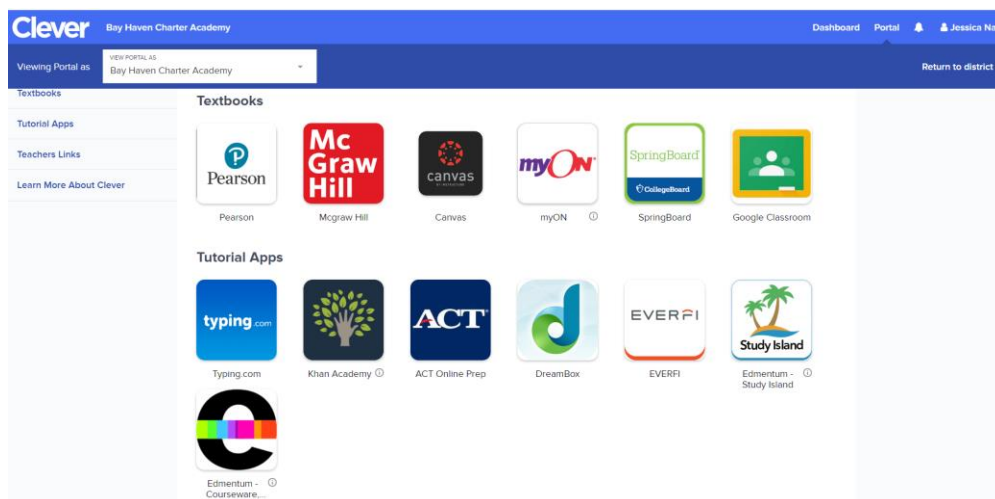 Clever Bay Haven Charter Academy Dashboard Portal Jessica
Viewing Portal as
VIEW PORTAL AS
Bay Haven Charter Academy
Return to district
Textbooks
Tutorial Apps
Teachers Links
Learn More About Clever
Textbooks
P
Pearson
Mc
Graw
Hill
canvas
myON
SpringBoard
CollegeBoard
Pearson
Mcgraw Hill
Canvas
myON
SpringBoard
Google Classroom
Tutorial Apps
typing.com
ACT
d
EVERFI
Study Island
Typing.com
Khan Academy
ACT Online Prep
DreamBox
EVERFI
Edmentum -
Study Island
e
Edmentum -
Courseware,...